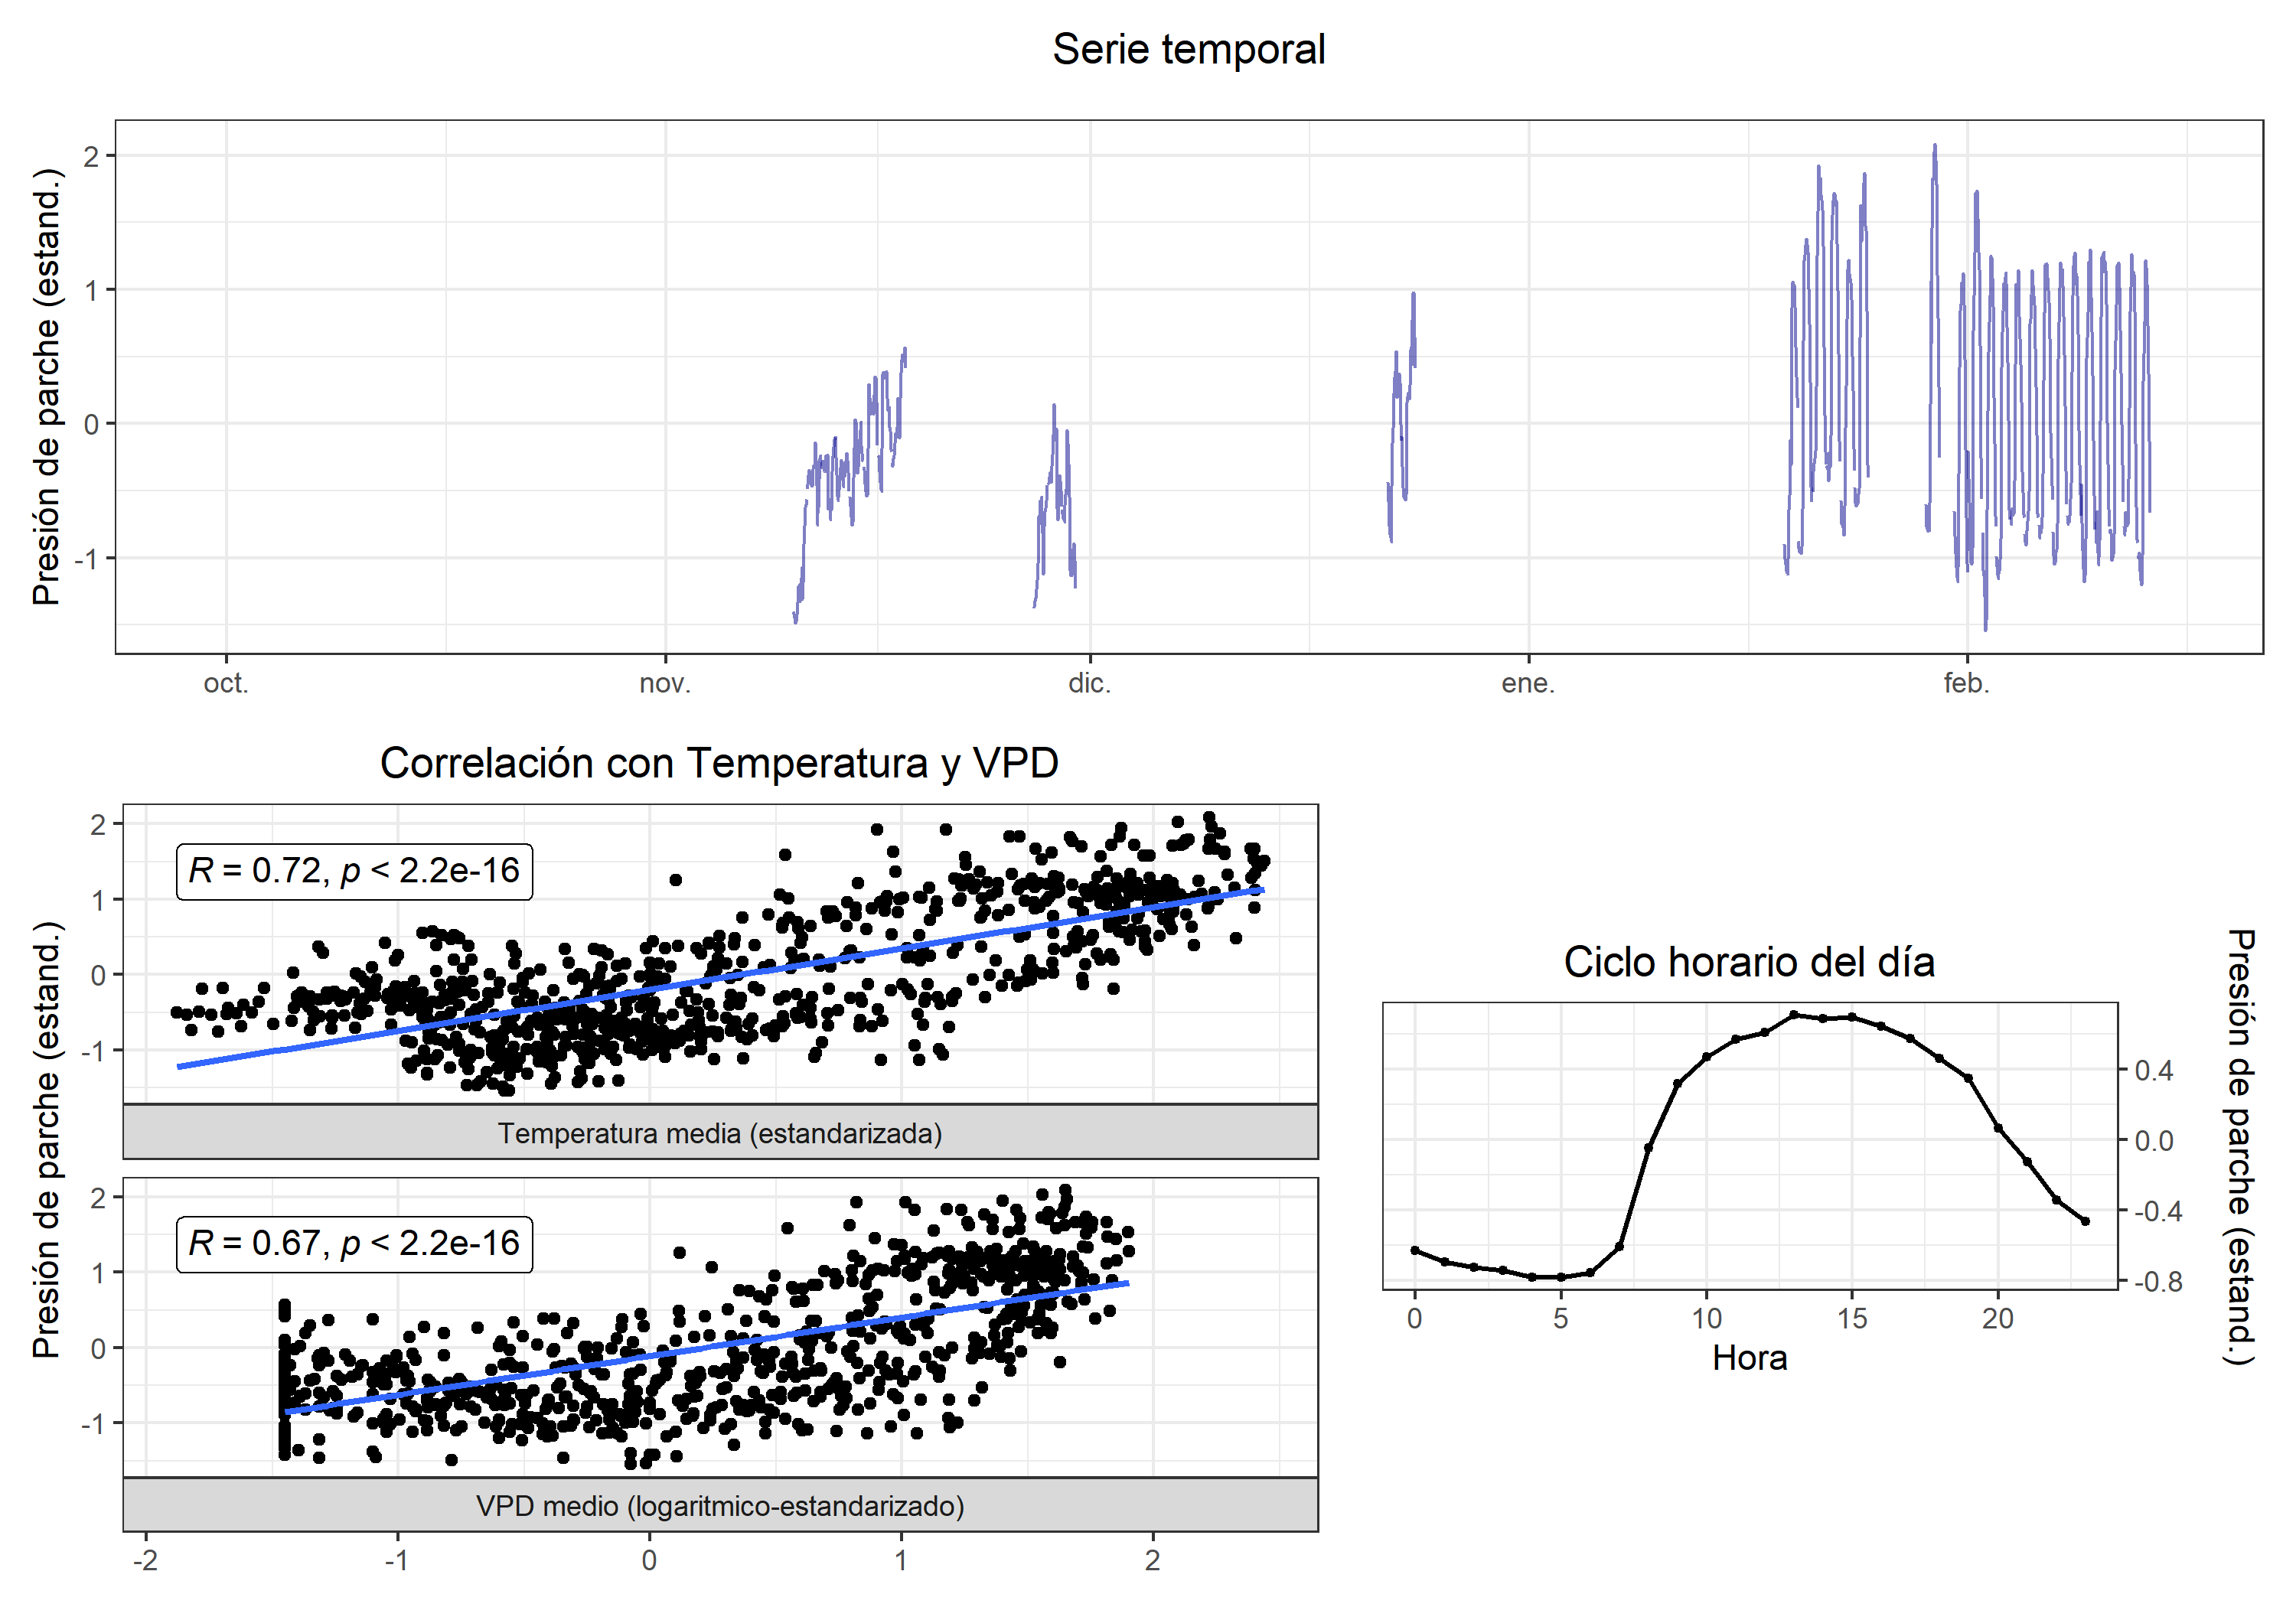 Serie temporal
Presión de parche (estand.)
2
1
0
-1
oct.
nov.
dic.
ene.
feb.
Correlación con Temperatura y VPD
Presión de parche (estand.)
2
1
0
-1
R = 0.72, p < 2.2e-16
Temperatura media (estandarizada)
2
1
0
-1
R = 0.67, p < 2.2e-16
VPD medio (logaritmico-estandarizado)
-2
-1
0
1
2
Ciclo horario del día
0.4
0.0
-0.4
-0.8
Presión de parche (estand.)
0
5
10
15
20
Hora